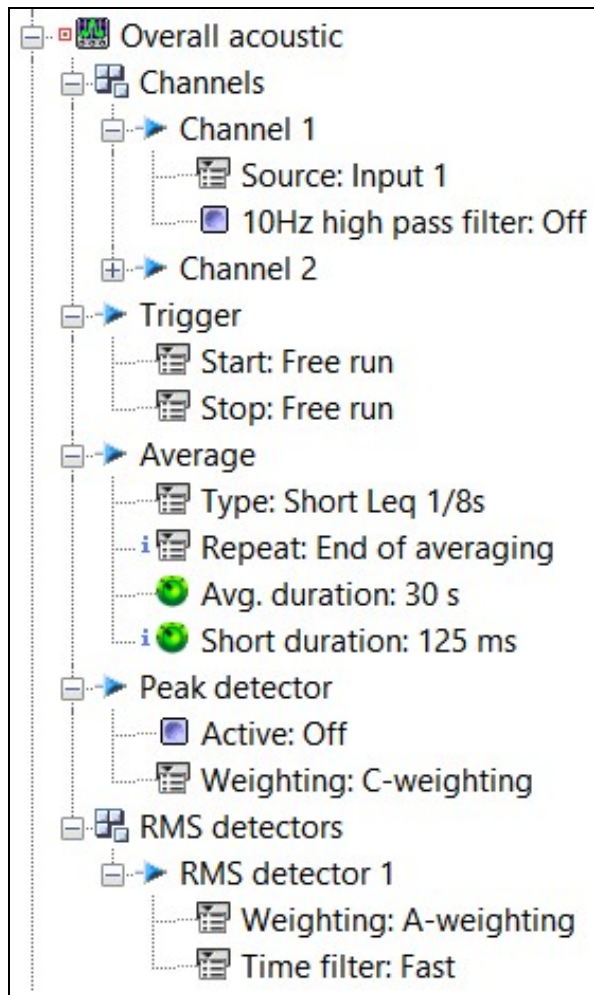 Overall acoustic
Channels
Channel 1
Source: Input 1
10Hz high pass filter: Off
Channel 2
Trigger
Start: Free run
Stop: Free run
Average
Type: Short Leq 1/8s
i Repeat: End of averaging
Avg. duration: 30 s
i Short duration: 125 ms
Peak detector
Active: Off
Weighting: C-weighting
RMS detectors
RMS detector 1
Weighting: A-weighting
Time filter: Fast